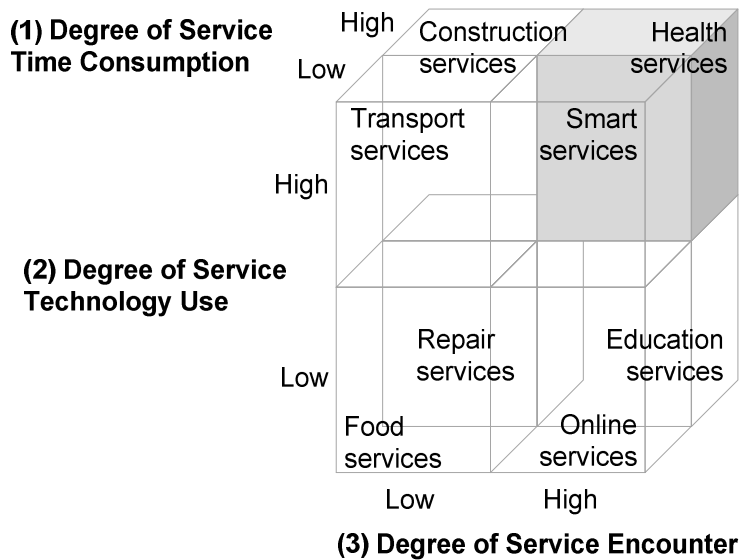 (1) Degree of Service
Time Consumption
High
Low
Construction
services
Health
services
Transport
services
Smart
services
High
(2) Degree of Service
Technology Use
Repair
services
Education
services
Low
Food
services
Online
services
Low
High
(3) Degree of Service Encounter